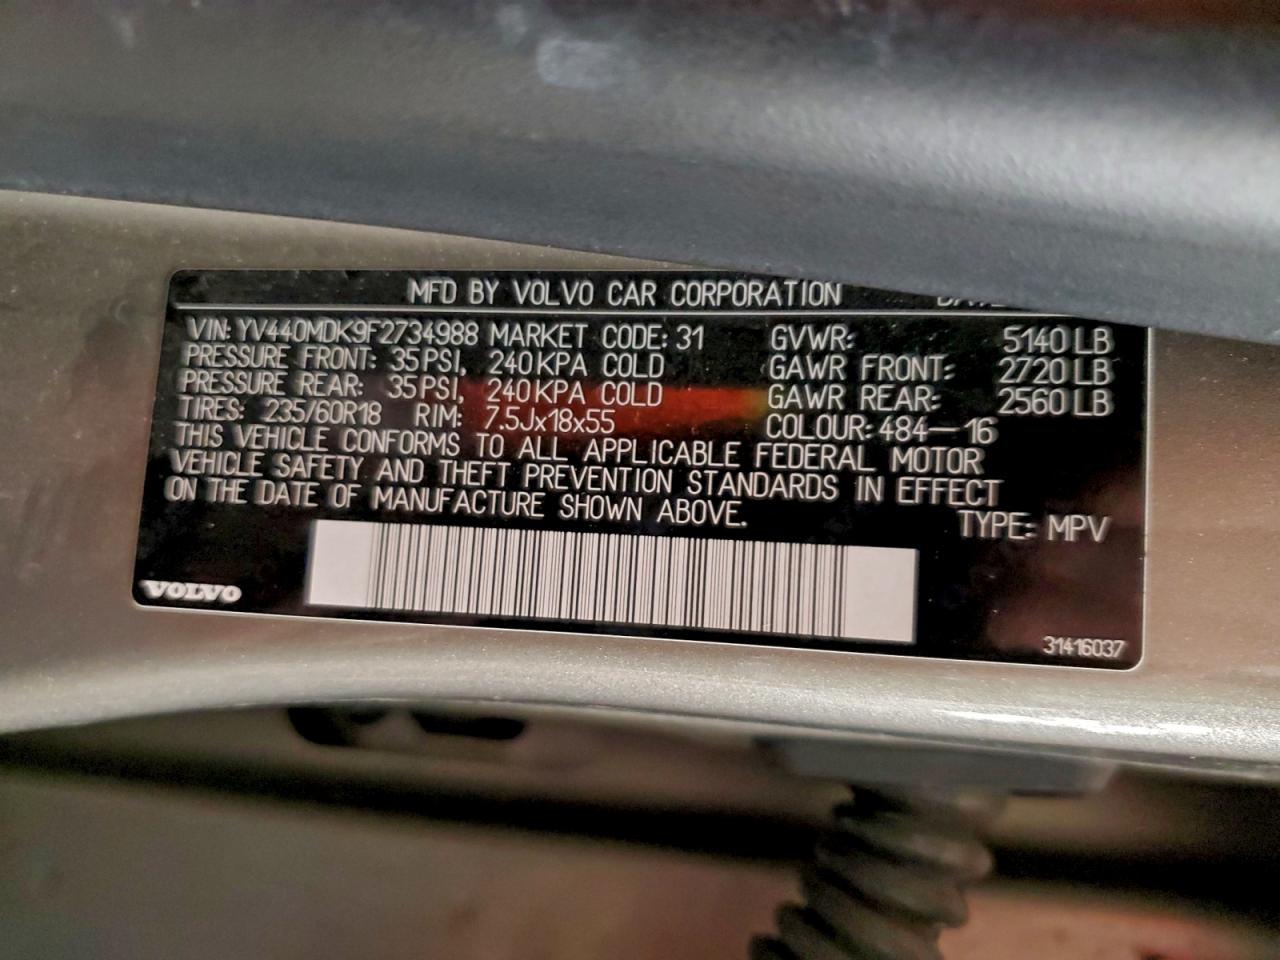 MFD BY VOLVO CAR CORPORATION
VIN: YV440MDK9F2734988 MARKET CODE: 31 GVWR: 5140 LB
PRESSURE FRONT: 35 PSI, 240 KPA COLD GAWR FRONT: 2720 LB
PRESSURE REAR: 35 PSI, 240 KPA COLD GAWR REAR: 2560 LB
TIRES: 235/60R18 RIM: 7.5Jx18x55 COLOUR: 484—16
THIS VEHICLE CONFORMS TO ALL APPLICABLE FEDERAL MOTOR
VEHICLE SAFETY AND THEFT PREVENTION STANDARDS IN EFFECT
ON THE DATE OF MANUFACTURE SHOWN ABOVE.
TYPE: MPV
VOLVO
31416037